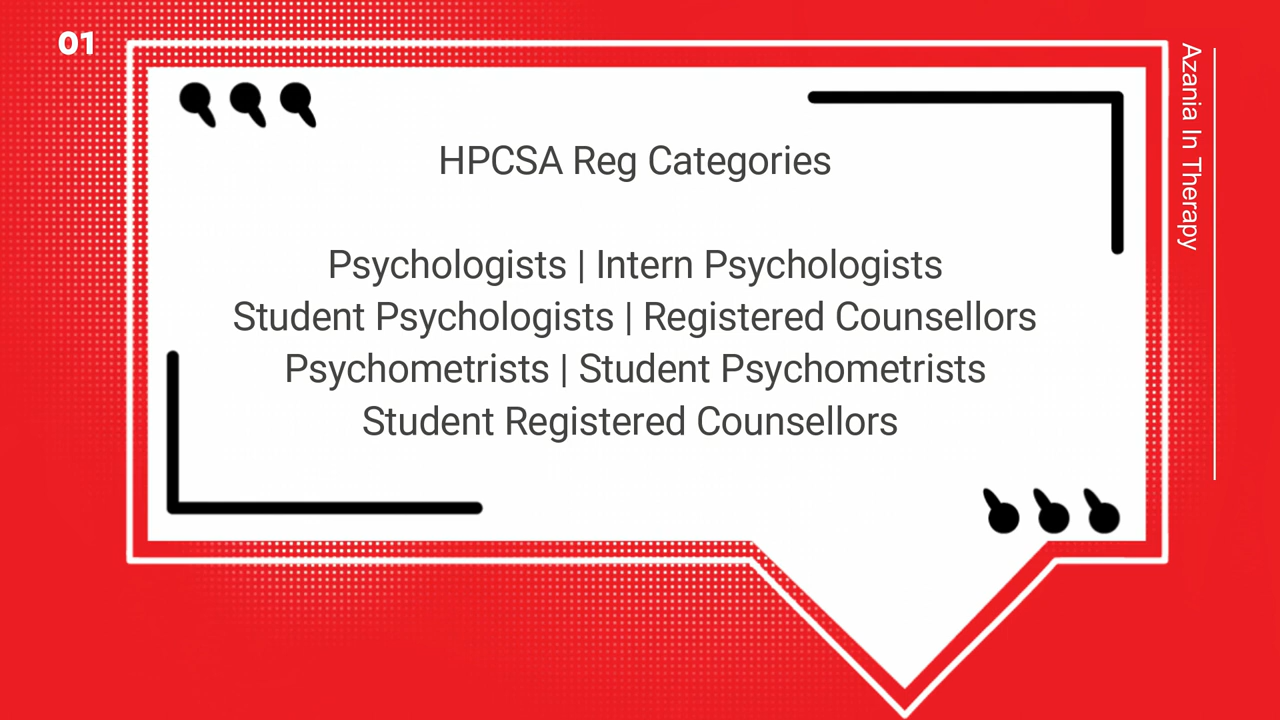 01
HPCSA Reg Categories
Psychologists | Intern Psychologists
Student Psychologists | Registered Counsellors
Psychometrists | Student Psychometrists
Student Registered Counsellors
Azania In Therapy